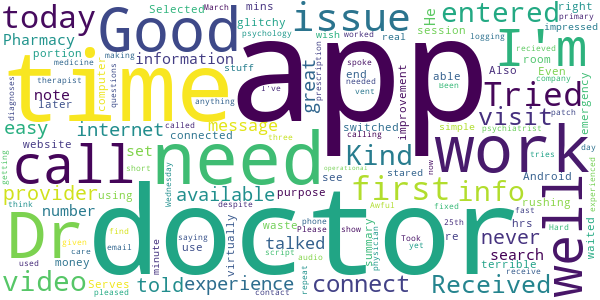 today
Good
issue
entered
mins
glitchy
Selected
March
primary
right
impressed
He
session
logging
real
worked
making
psychology
wish
Pharmacy
portion
medicine
computer
therapist
questions
stuff
information
great
end
room
emergency
I'm
recieved
company
Even
Also
able
spoke
Been
prescription
needed
vent
I've
improvement
time
app
note
later
diagnoses
anything
easy
internet
connected
message
called
three
switched
calling
simple
psychiatrist
Tried
visit
patch
Android
tries
day
experienced
website
getting
call
set
short
need
Kind
work
well
provider
using
available
stared
purpose
see
first
info
now
rushing
hrs
fast
waited
number
Wednesday
despite
operational
doctor
Dr
think
find
given
saying
use
virtually
waste
talked
summary
physician
Please
phone
show
Awful
fixed
25th
re
Took
yet
never
search
Hard
terrible
used
care
email
video
money
Serves
pleased
minute
told
experience
script
contact
repeat
audio
connect
Received
receive